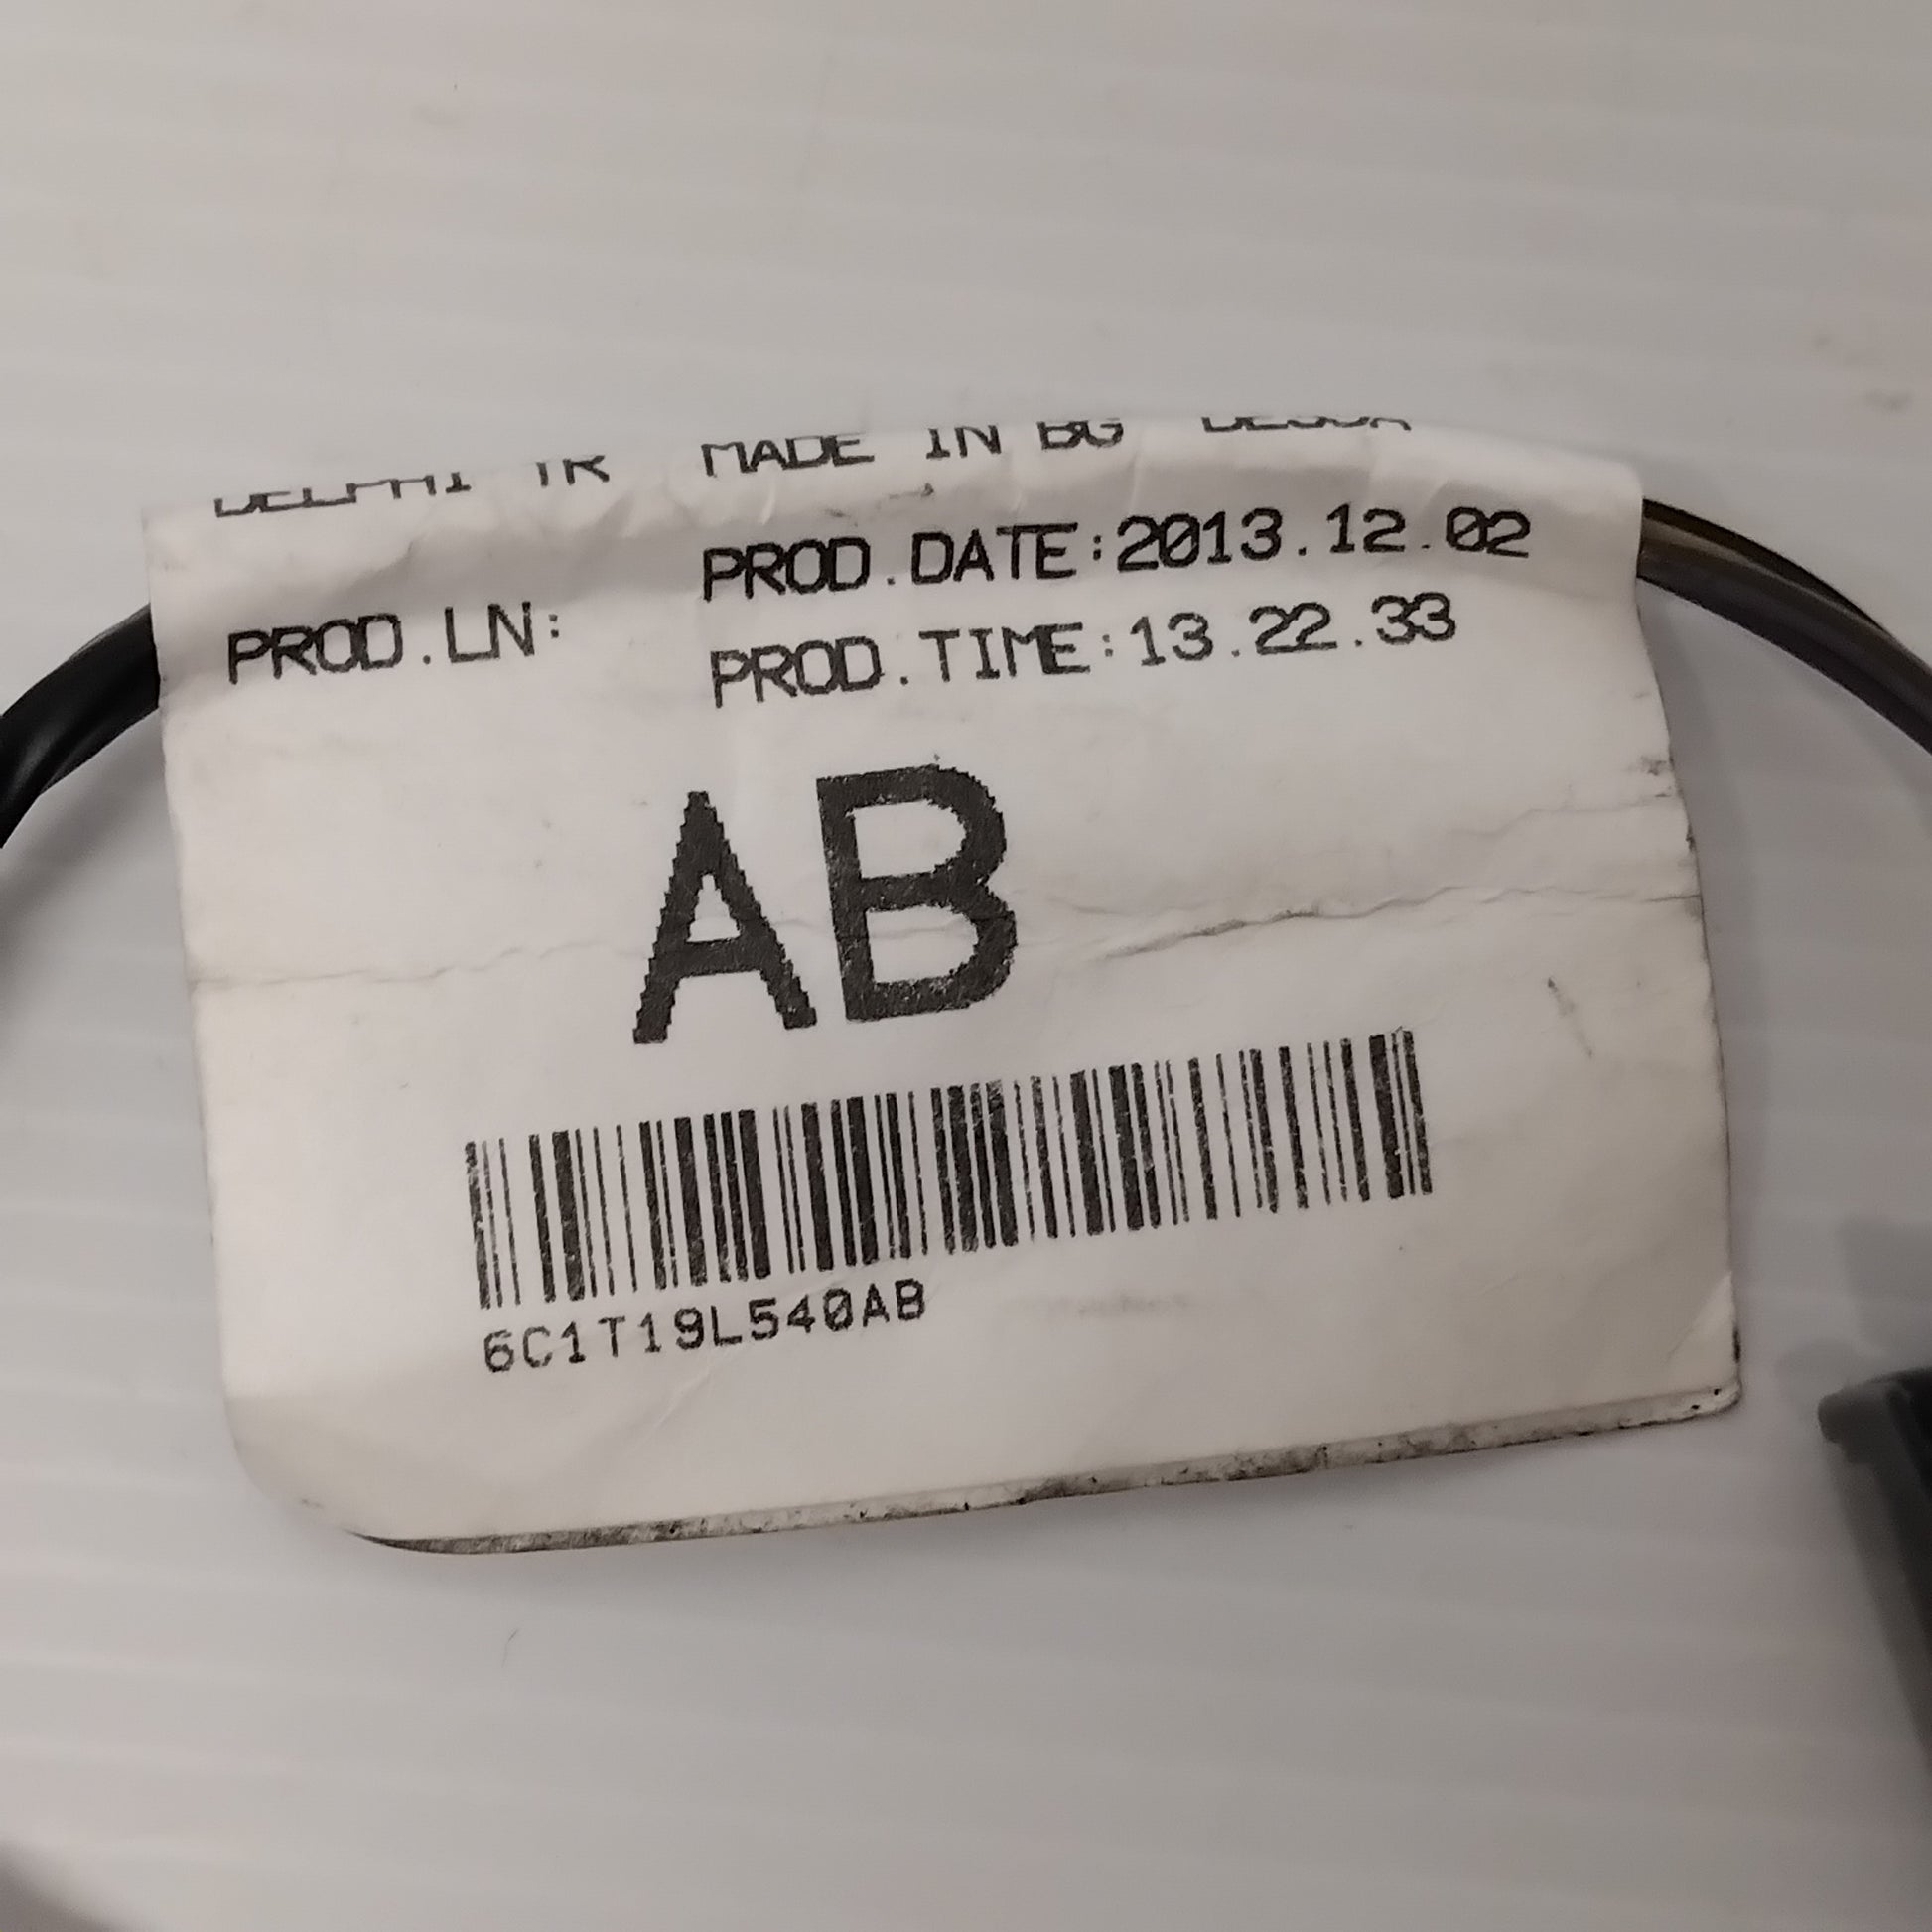 DELPHI TR MADE IN BG
PROD.DATE:2013.12.02
PROD.LN:
PROD.TIME:13.22.33
AB
6C1T19L540AB